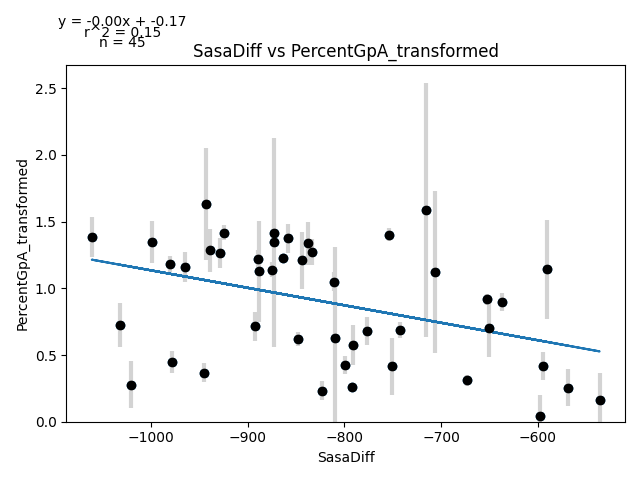 y = -0.00x + -0.17
r^2 = 0.15
n = 45
SasaDiff vs PercentGpA_transformed
PercentGpA_transformed
2.5
2.0
1.5
1.0
0.5
0.0
−1000
−900
−800
−700
−600
SasaDiff